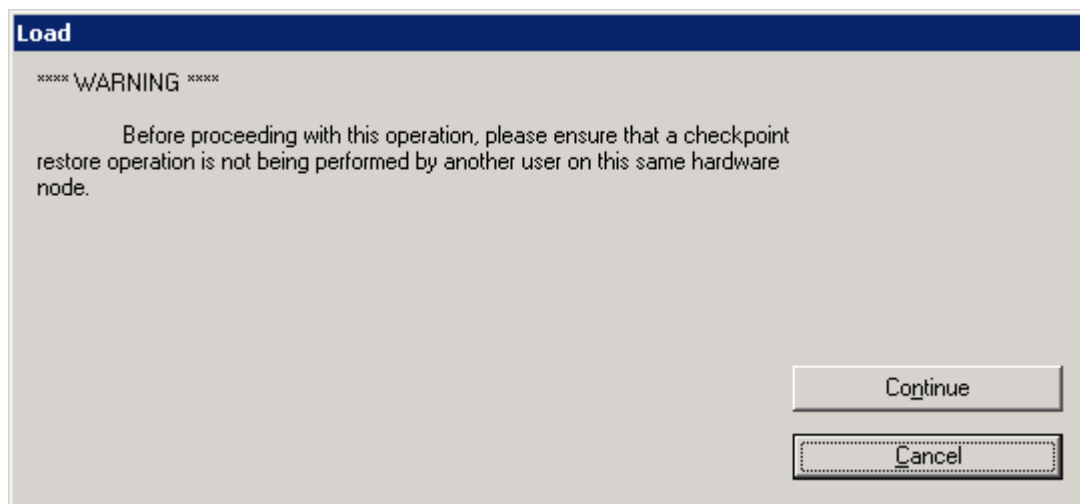 Load
**** WARNING ****
Before proceeding with this operation, please ensure that a checkpoint
restore operation is not being performed by another user on this same hardware
node.
Continue
Cancel